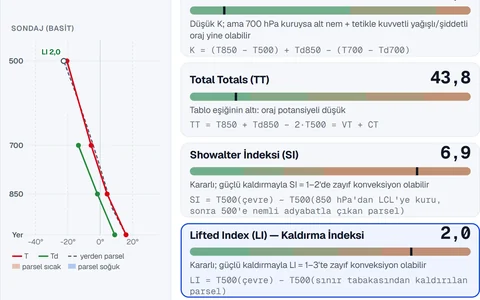 Düşük K; ama 700 hPa kuruysa alt nem + tetikle kuvvetli yağışlı/şiddetli
oraj yine olabilir
K = (T850 − T500) + Td850 − (T700 − Td700)
SONDAJ (BASİT)
LI 2,0
500
700
850
Yer
-40°
-20°
0°
20°
T
Td
yerden parsel
parsel sıcak
parsel soğuk
Total Totals (TT)
43,8
Tablo eşiğinin altı: oraj potansiyeli düşük
TT = T850 + Td850 − 2·T500 = VT + CT
Showalter İndeksi (SI)
6,9
Kararlı; güçlü kaldırmayla SI = 1–2'de zayıf konveksiyon olabilir
SI = T500(çevre) − T500(850 hPa'dan LCL'ye kuru,
sonra 500'e nemli adyabatla çıkan parsel)
Lifted Index (LI) — Kaldırma İndeksi
2,0
Kararlı; güçlü kaldırmayla LI = 1–3'te zayıf konveksiyon olabilir
LI = T500(çevre) − T500(sınır tabakasından kaldırılan
parsel)